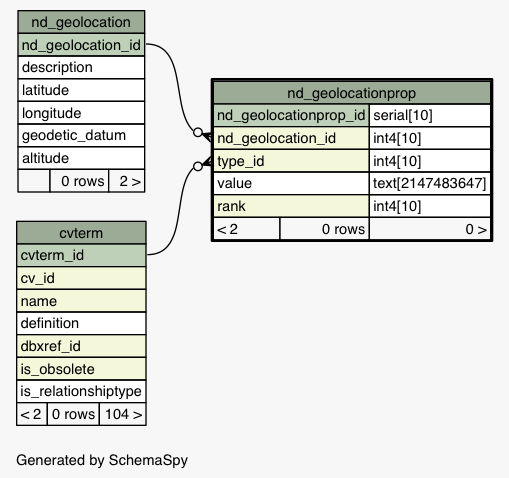 nd_geolocation
nd_geolocation_id
description
latitude
longitude
geodetic_datum
altitude
0 rows 2 >
nd_geolocationprop
nd_geolocationprop_id serial[10]
nd_geolocation_id int4[10]
type_id int4[10]
value text[2147483647]
rank int4[10]
< 2 0 rows 0 >
cvterm
cvterm_id
cv_id
name
definition
dbxref_id
is_obsolete
is_relationshiptype
< 2 0 rows 104 >
Generated by SchemaSpy